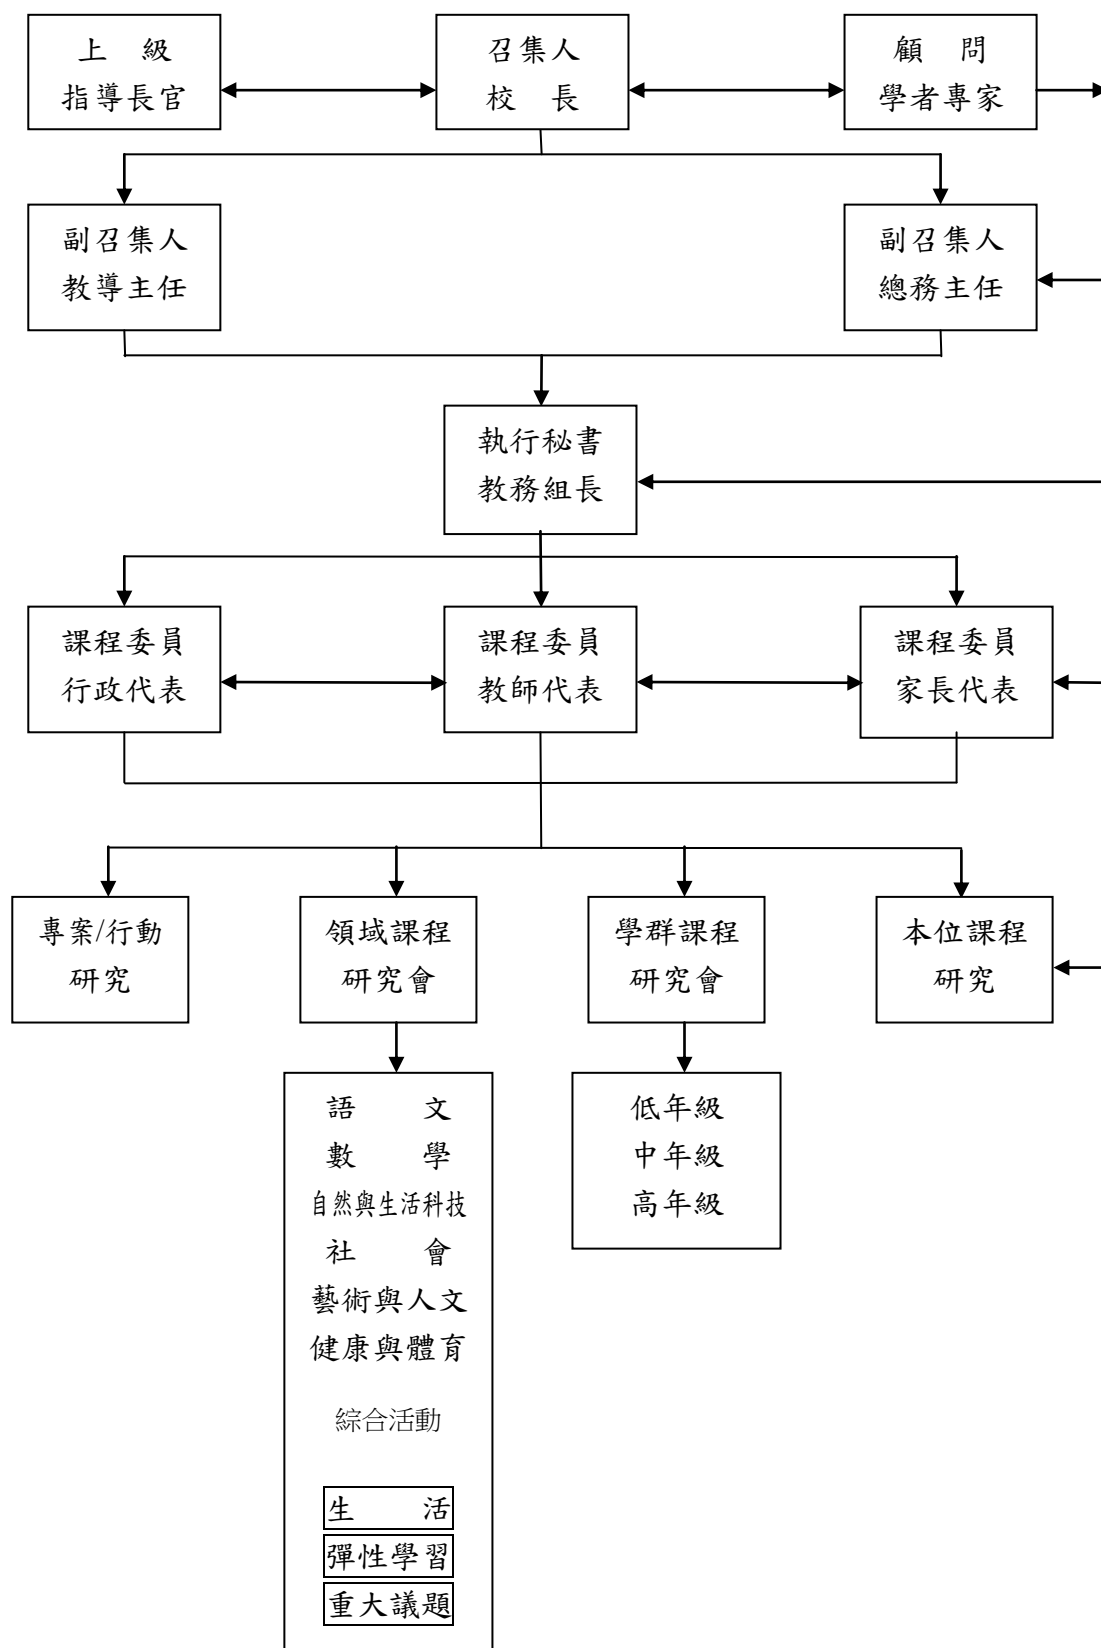 上　級
指導長官
召集人
校　長
顧　問
學者專家
副召集人
教導主任
副召集人
總務主任
執行秘書
教務組長
課程委員
行政代表
課程委員
教師代表
課程委員
家長代表
專案/行動
研究
領域課程
研究會
學群課程
研究會
本位課程
研究
語　　文
數　　學
自然與生活科技
社　　會
藝術與人文
健康與體育
綜合活動
生　　活
彈性學習
重大議題
低年級
中年級
高年級